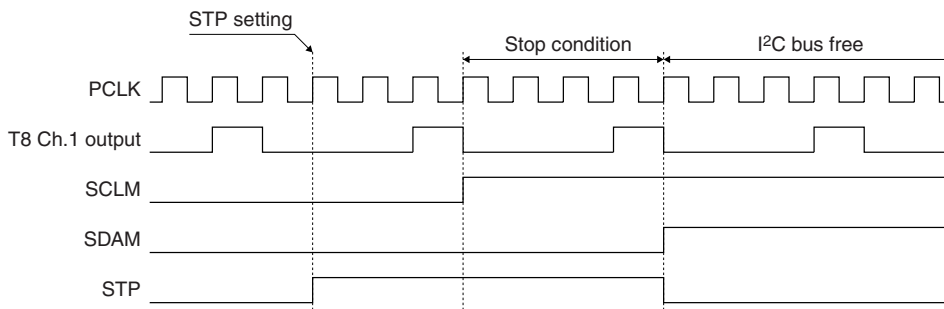 STP setting
Stop condition
I²C bus free
PCLK
T8 Ch.1 output
SCLM
SDAM
STP